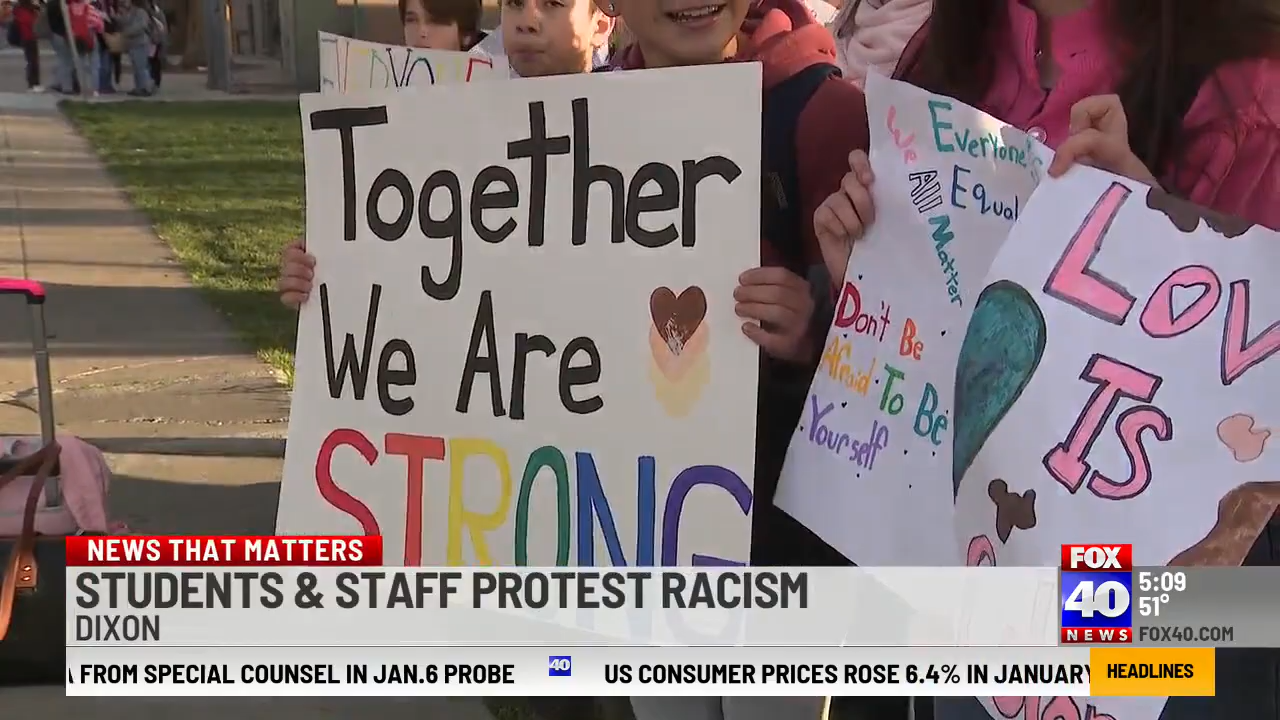 EVERYONE
Together
We Are
STRONG
Everyone's
Equal
We
All
Matter
Don't Be
Afraid To Be
Yourself
LOV
IS
NEWS THAT MATTERS
STUDENTS & STAFF PROTEST RACISM
DIXON
FOX
40
NEWS
5:09
51°
FOX40.COM
FROM SPECIAL COUNSEL IN JAN.6 PROBE
40
US CONSUMER PRICES ROSE 6.4% IN JANUARY
HEADLINES